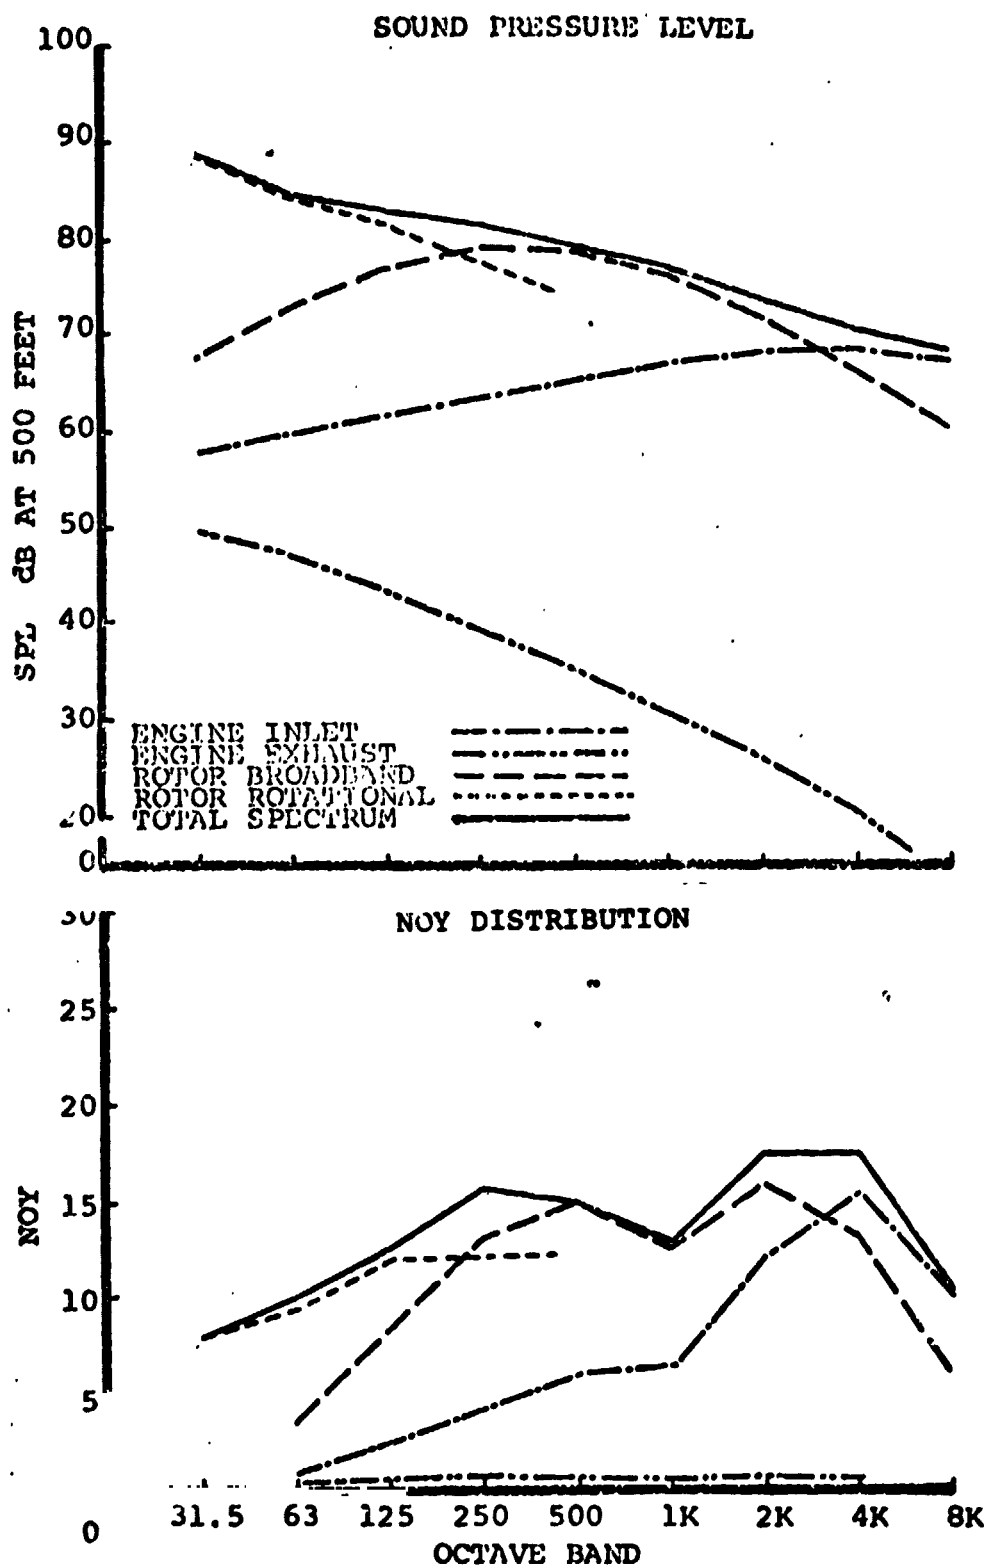 SOUND PRESSURE LEVEL
100
90
80
70
60
50
40
30
20
0
SPL dB AT 500 FEET
ENGINE INLET
ENGINE EXHAUST
ROTOR BROADBAND
ROTOR ROTATIONAL
TOTAL SPECTRUM
NOY DISTRIBUTION
30
25
20
15
10
5
0
NOY
31.5 63 125 250 500 1K 2K 4K 8K
OCTAVE BAND